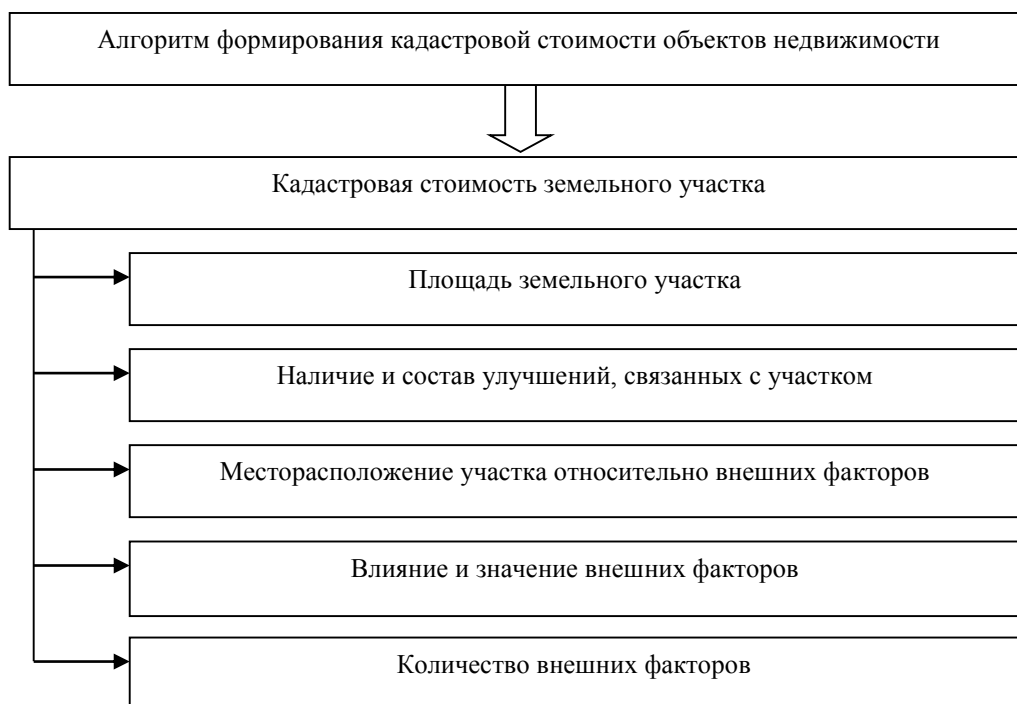 Алгоритм формирования кадастровой стоимости объектов недвижимости
Кадастровая стоимость земельного участка
Площадь земельного участка
Наличие и состав улучшений, связанных с участком
Месторасположение участка относительно внешних факторов
Влияние и значение внешних факторов
Количество внешних факторов